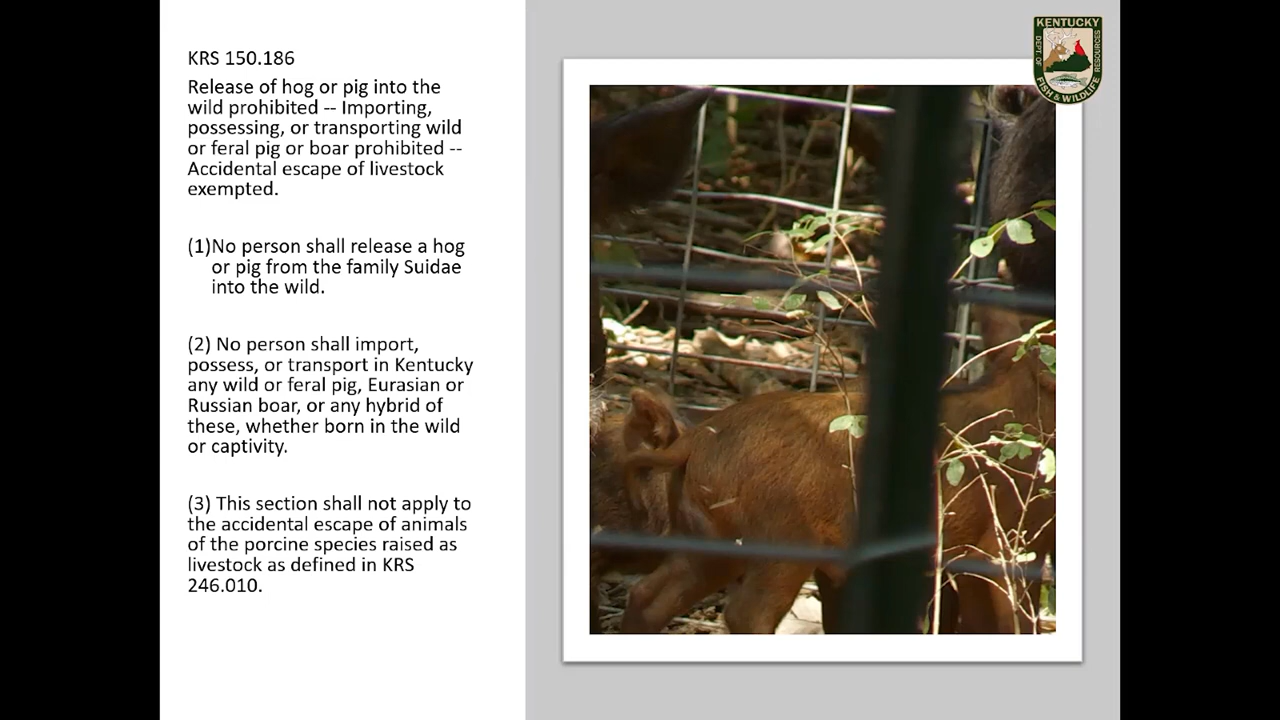 KRS 150.186
Release of hog or pig into the
wild prohibited -- Importing,
possessing, or transporting wild
or feral pig or boar prohibited --
Accidental escape of livestock
exempted.
(1)No person shall release a hog
or pig from the family Suidae
into the wild.
(2) No person shall import,
possess, or transport in Kentucky
any wild or feral pig, Eurasian or
Russian boar, or any hybrid of
these, whether born in the wild
or captivity.
(3) This section shall not apply to
the accidental escape of animals
of the porcine species raised as
livestock as defined in KRS
246.010.
KENTUCKY
DEPT. OF
FISH & WILDLIFE
RESOURCES